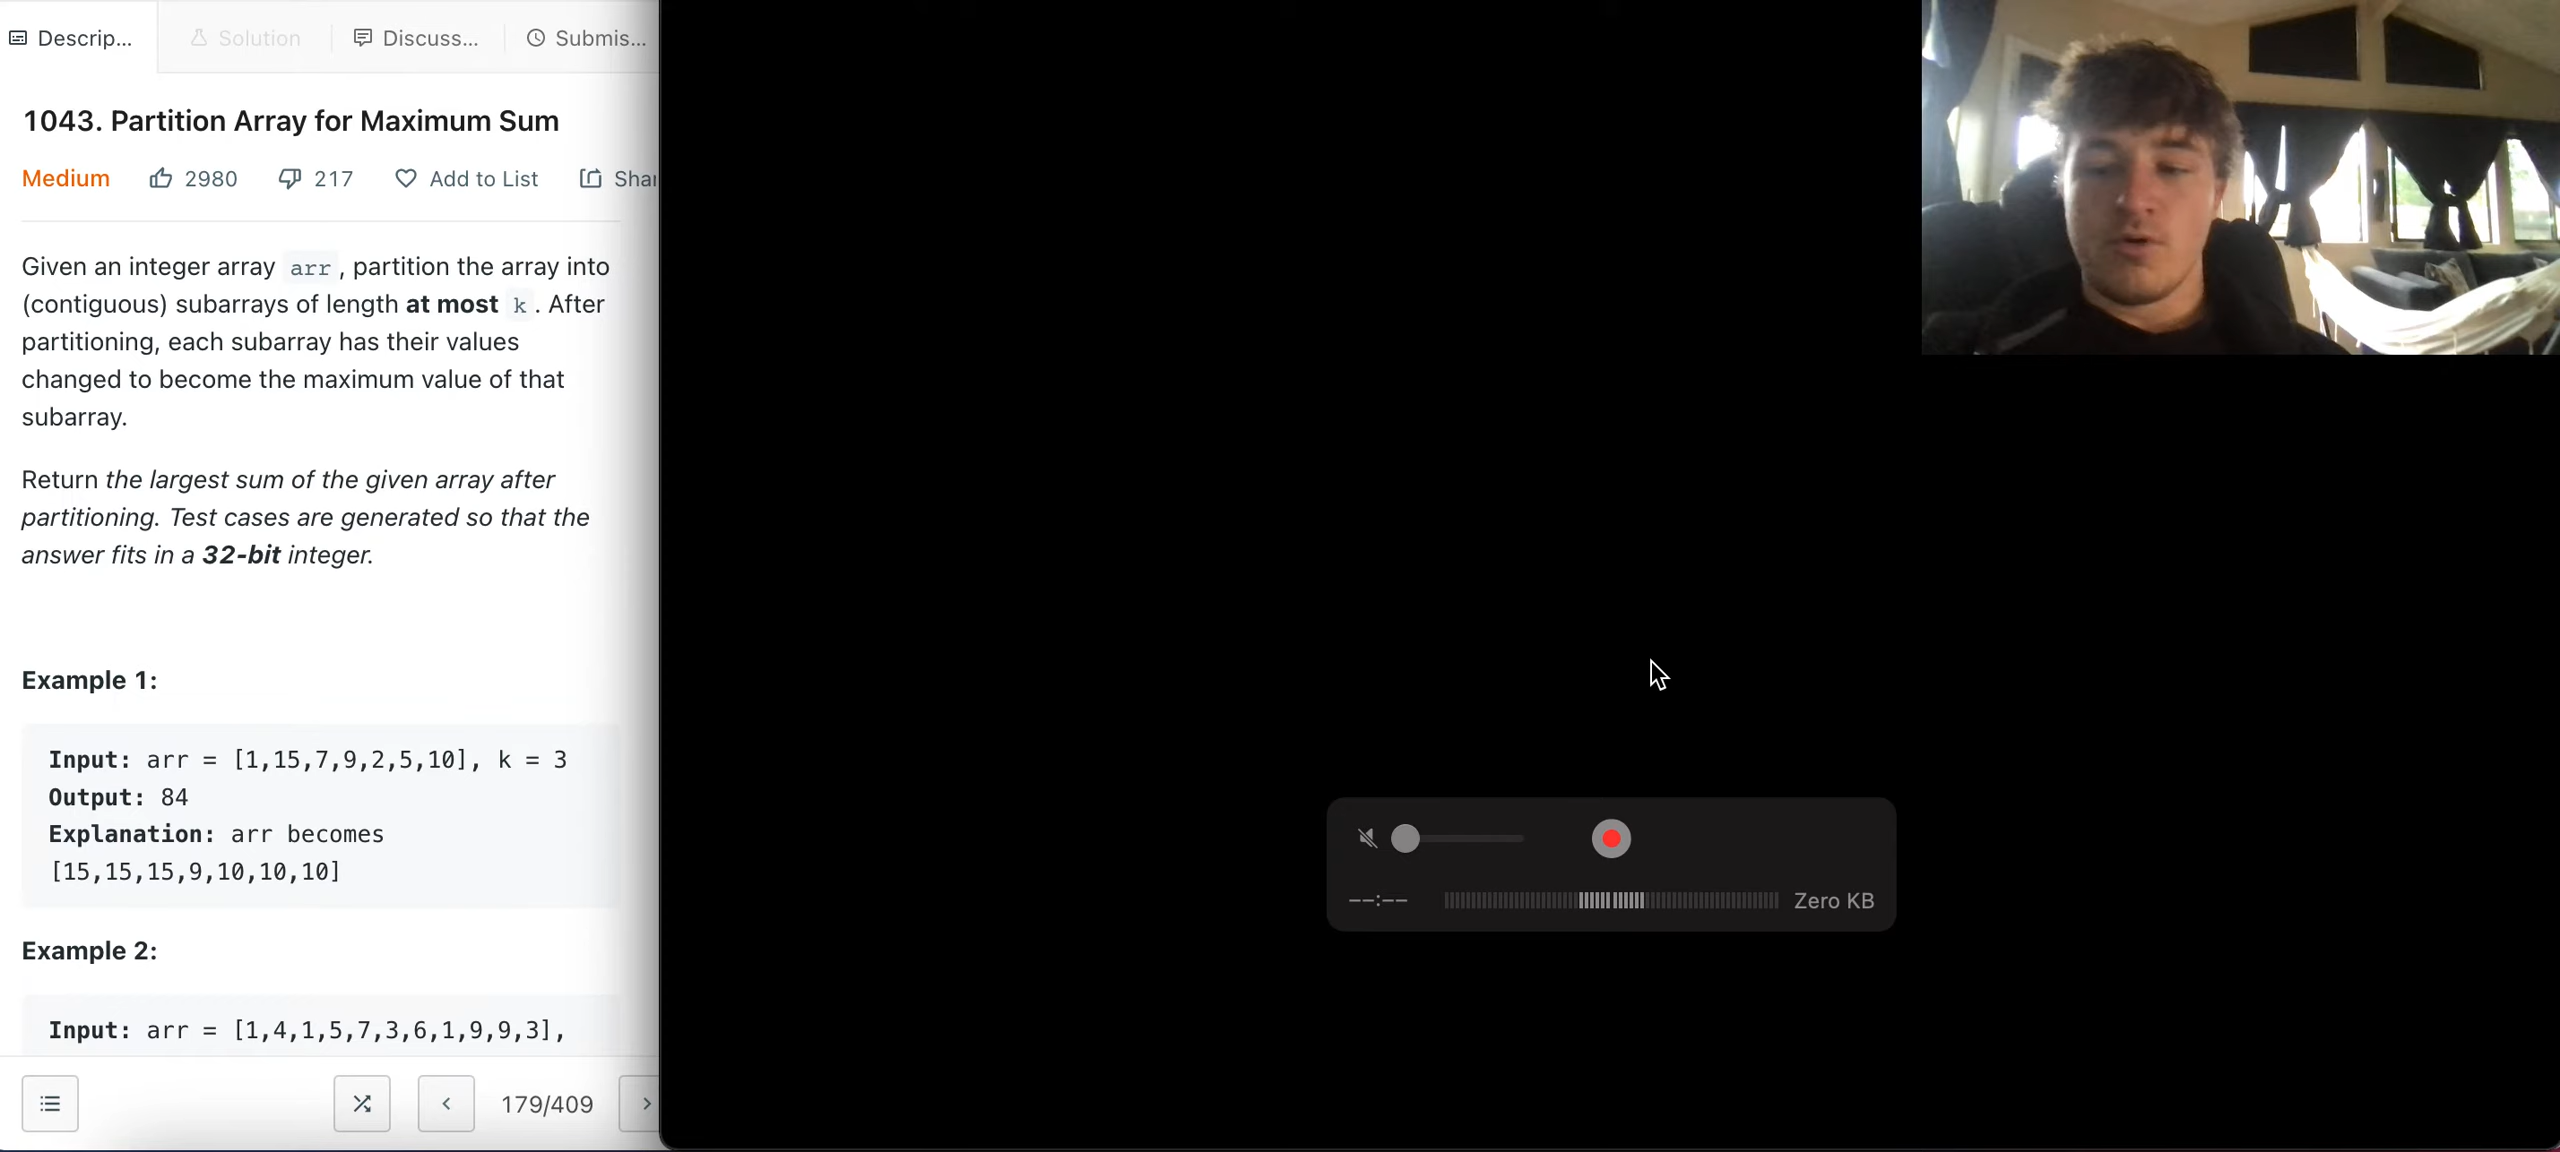 Descrip...
Solution
Discuss...
Submis...
1043. Partition Array for Maximum Sum
Medium
2980
217
Add to List
Shar
Given an integer array arr , partition the array into
(contiguous) subarrays of length at most k . After
partitioning, each subarray has their values
changed to become the maximum value of that
subarray.
Return the largest sum of the given array after
partitioning. Test cases are generated so that the
answer fits in a 32-bit integer.
Example 1:
Input: arr = [1,15,7,9,2,5,10], k = 3
Output: 84
Explanation: arr becomes
[15,15,15,9,10,10,10]
Example 2:
Input: arr = [1,4,1,5,7,3,6,1,9,9,3],
179/409
--:--
Zero KB